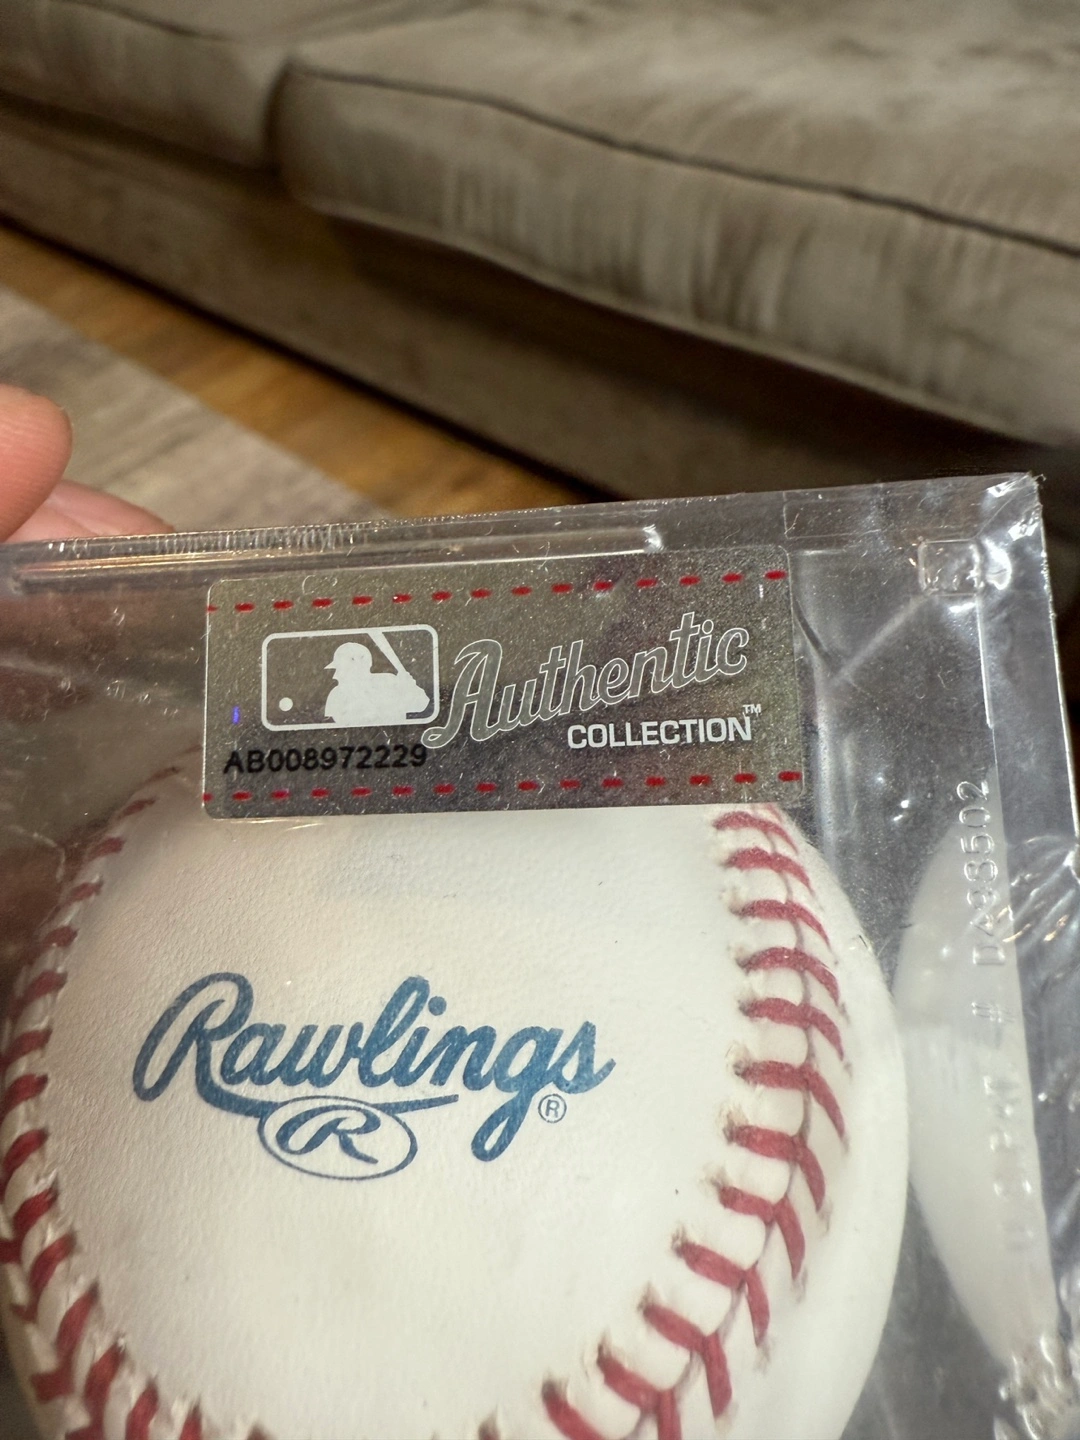 Authentic
COLLECTION™
AB008972229
Rawlings®
R